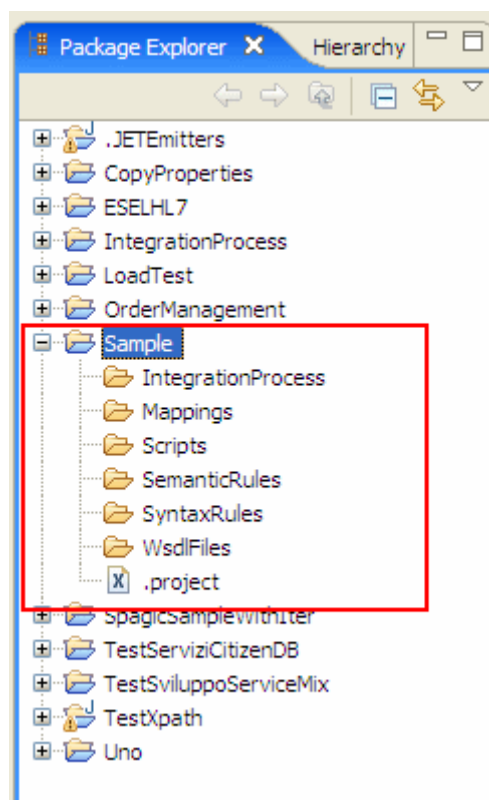 Package Explorer Hierarchy
.JETEmitters
CopyProperties
ESELHL7
IntegrationProcess
LoadTest
OrderManagement
Sample
IntegrationProcess
Mappings
Scripts
SemanticRules
SyntaxRules
WsdlFiles
.project
SpagicSampleWithIter
TestServiziCitizenDB
TestSviluppoServiceMix
TestXpath
Uno